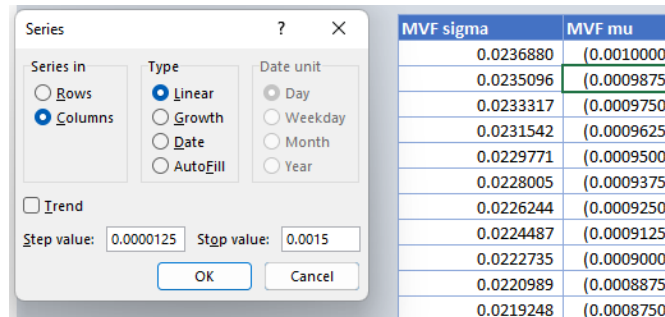 Series ? ×
Series in
Rows
Columns
Type
Linear
Growth
Date
AutoFill
Date unit
Day
Weekday
Month
Year
Trend
Step value: 0.0000125 Stop value: 0.0015
OK Cancel
MVF sigma MVF mu
0.0236880 (0.0010000
0.0235096 (0.0009875
0.0233317 (0.0009750
0.0231542 (0.0009625
0.0229771 (0.0009500
0.0228005 (0.0009375
0.0226244 (0.0009250
0.0224487 (0.0009125
0.0222735 (0.0009000
0.0220989 (0.0008875
0.0219248 (0.0008750